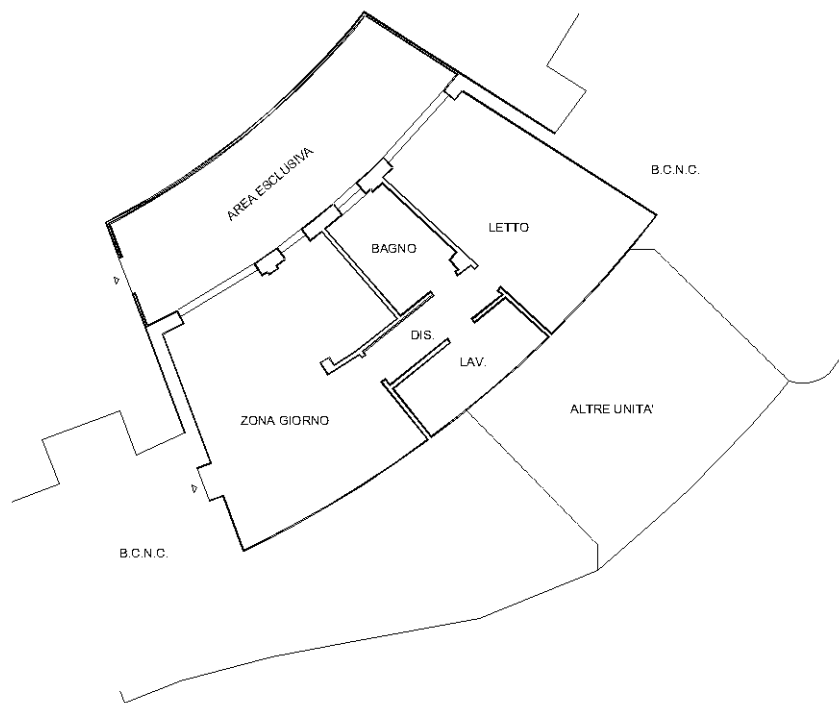 AREA ESCLUSIVA
B.C.N.C.
LETTO
BAGNO
DIS.
LAV.
ZONA GIORNO
ALTRE UNITA'
B.C.N.C.